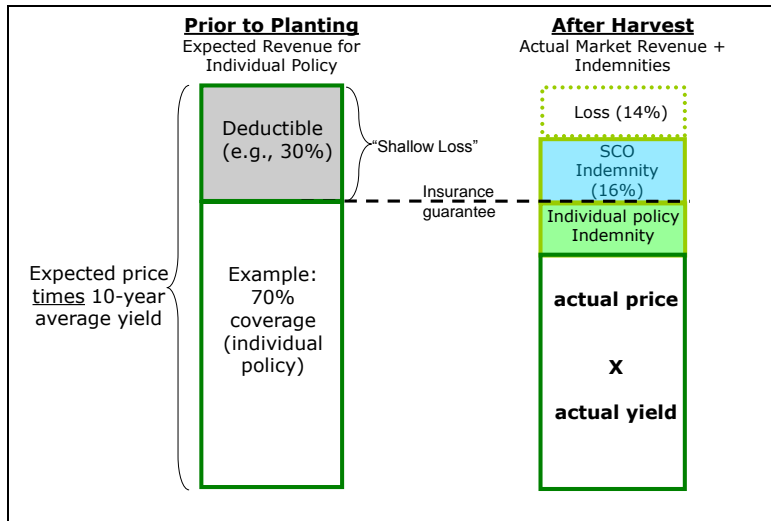 Prior to Planting
Expected Revenue for
Individual Policy
After Harvest
Actual Market Revenue +
Indemnities
Deductible
(e.g., 30%)
"Shallow Loss"
Loss (14%)
SCO
Indemnity
(16%)
Insurance
guarantee
Individual policy
Indemnity
Expected price
times 10-year
average yield
Example:
70%
coverage
(individual
policy)
actual price
X
actual yield